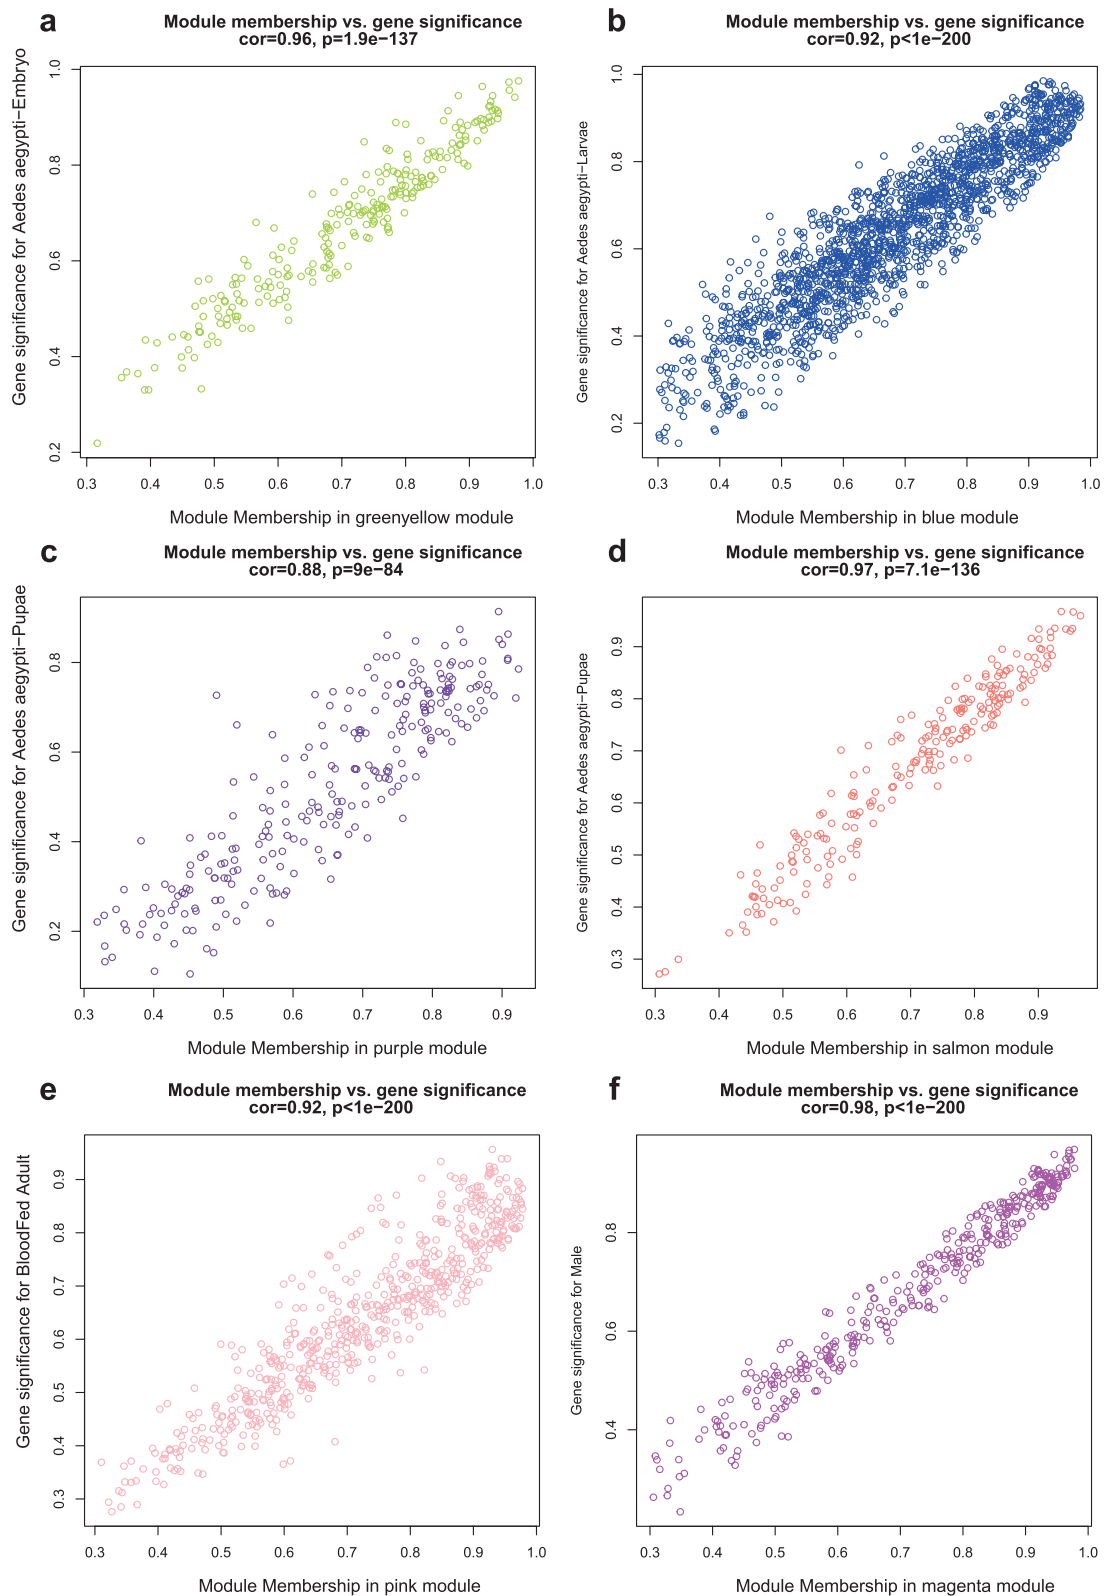 a
Module membership vs. gene significance
cor=0.96, p=1.9e−137
Gene significance for Aedes aegypti−Embryo
1.0
0.8
0.6
0.4
0.2
0.3 0.4 0.5 0.6 0.7 0.8 0.9 1.0
Module Membership in greenyellow module
b
Module membership vs. gene significance
cor=0.92, p<1e−200
Gene significance for Aedes aegypti−Larvae
1.0
0.8
0.6
0.4
0.2
0.3 0.4 0.5 0.6 0.7 0.8 0.9 1.0
Module Membership in blue module
c
Module membership vs. gene significance
cor=0.88, p=9e−84
Gene significance for Aedes aegypti−Pupae
0.8
0.6
0.4
0.2
0.3 0.4 0.5 0.6 0.7 0.8 0.9
Module Membership in purple module
d
Module membership vs. gene significance
cor=0.97, p=7.1e−136
Gene significance for Aedes aegypti−Pupae
0.9
0.8
0.7
0.6
0.5
0.4
0.3
0.3 0.4 0.5 0.6 0.7 0.8 0.9
Module Membership in salmon module
e
Module membership vs. gene significance
cor=0.92, p<1e−200
Gene significance for BloodFed Adult
0.9
0.8
0.7
0.6
0.5
0.4
0.3
0.3 0.4 0.5 0.6 0.7 0.8 0.9 1.0
Module Membership in pink module
f
Module membership vs. gene significance
cor=0.98, p<1e−200
Gene significance for Male
0.8
0.6
0.4
0.3 0.4 0.5 0.6 0.7 0.8 0.9 1.0
Module Membership in magenta module